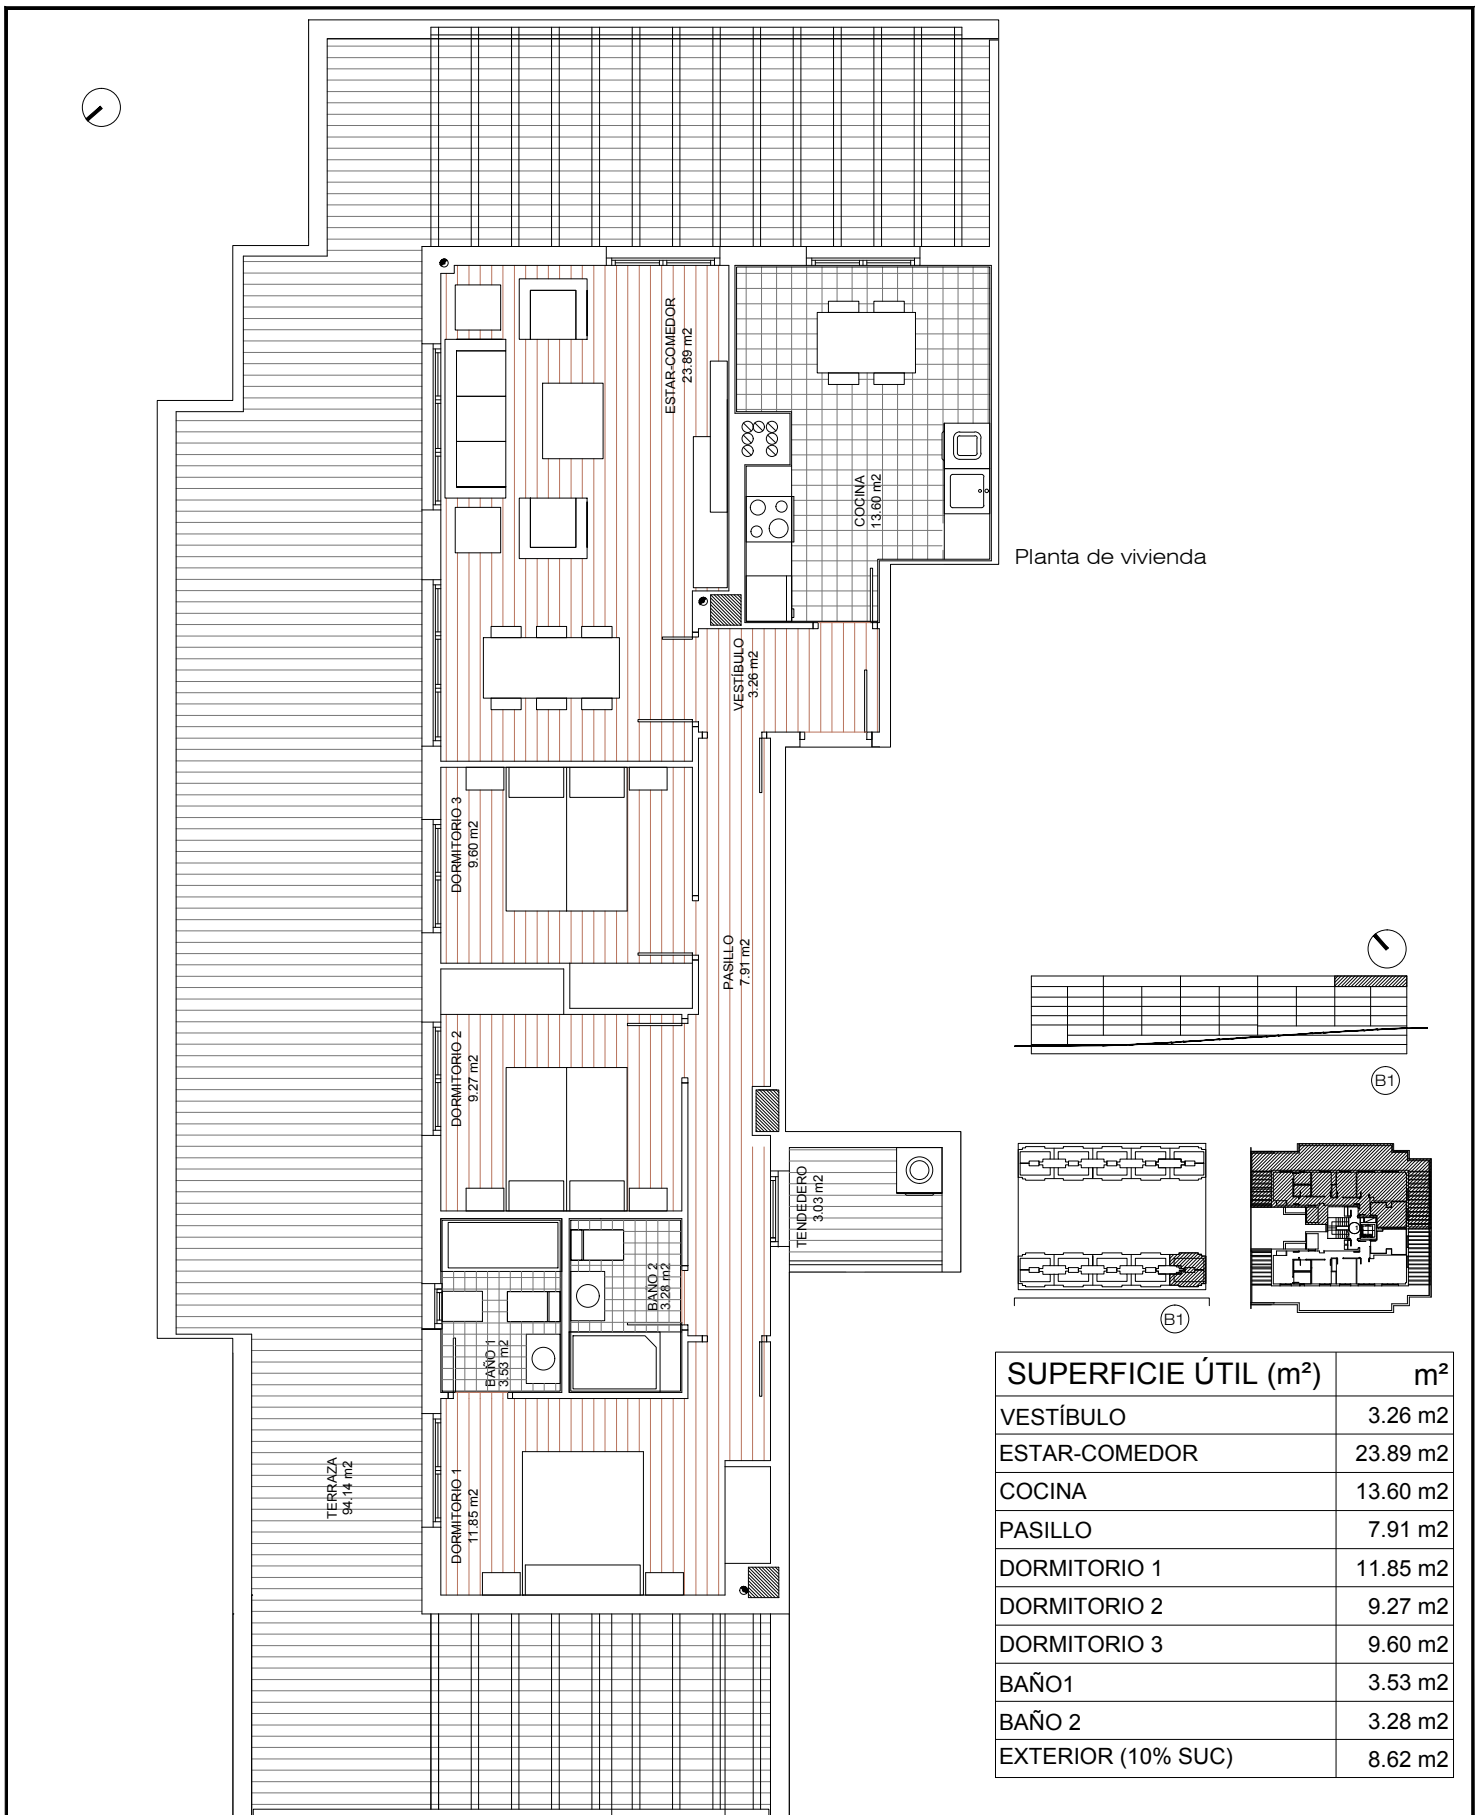 ESTAR-COMEDOR
23.89 m2
COCINA
13.60 m2
Planta de vivienda
VESTÍBULO
3.26 m2
DORMITORIO 3
9.60 m2
PASILLO
7.91 m2
DORMITORIO 2
9.27 m2
B1
TENDEDERO
3.03 m2
BAÑO 2
3.28 m2
B1
BAÑO 1
3.53 m2
TERRAZA
94.14 m2
DORMITORIO 1
11.85 m2
SUPERFICIE ÚTIL (m²) m²
VESTÍBULO 3.26 m2
ESTAR-COMEDOR 23.89 m2
COCINA 13.60 m2
PASILLO 7.91 m2
DORMITORIO 1 11.85 m2
DORMITORIO 2 9.27 m2
DORMITORIO 3 9.60 m2
BAÑO1 3.53 m2
BAÑO 2 3.28 m2
EXTERIOR (10% SUC) 8.62 m2